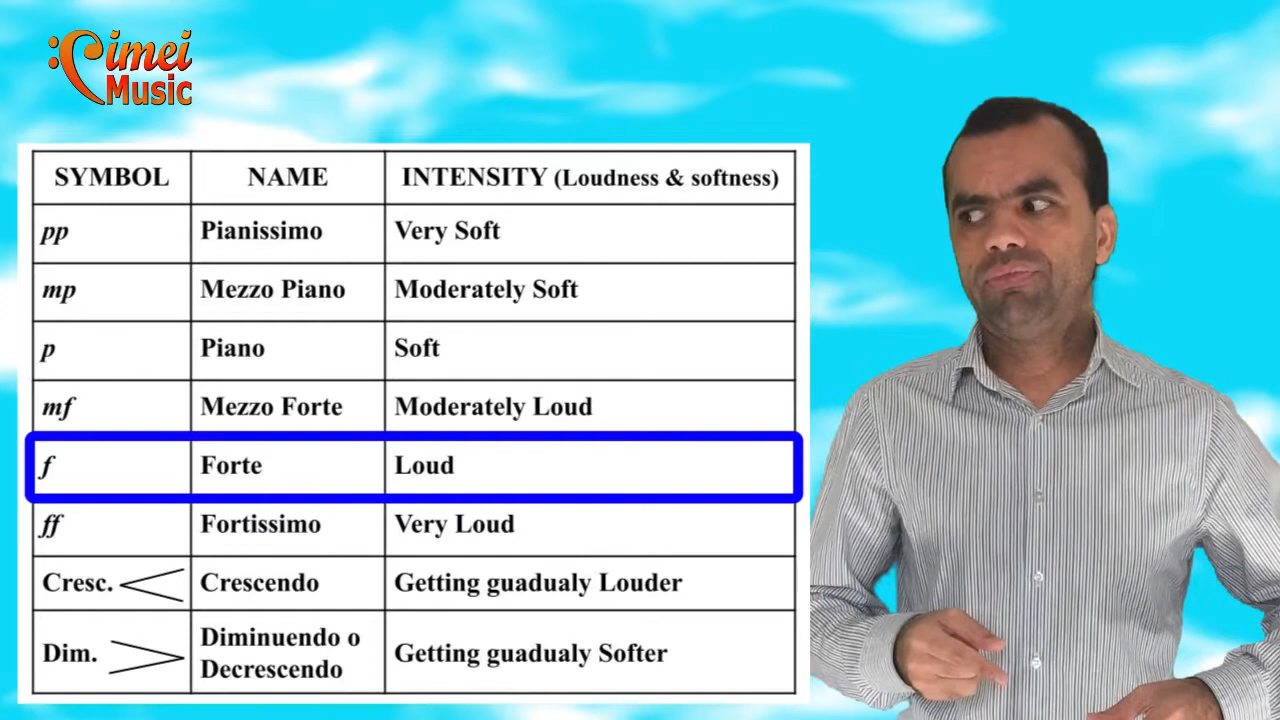 Cimei
Music
SYMBOL NAME INTENSITY (Loudness & softness)
pp Pianissimo Very Soft
mp Mezzo Piano Moderately Soft
p Piano Soft
mf Mezzo Forte Moderately Loud
f Forte Loud
ff Fortissimo Very Loud
Cresc. Crescendo Getting guadualy Louder
Dim. Diminuendo o
Decrescendo Getting guadualy Softer